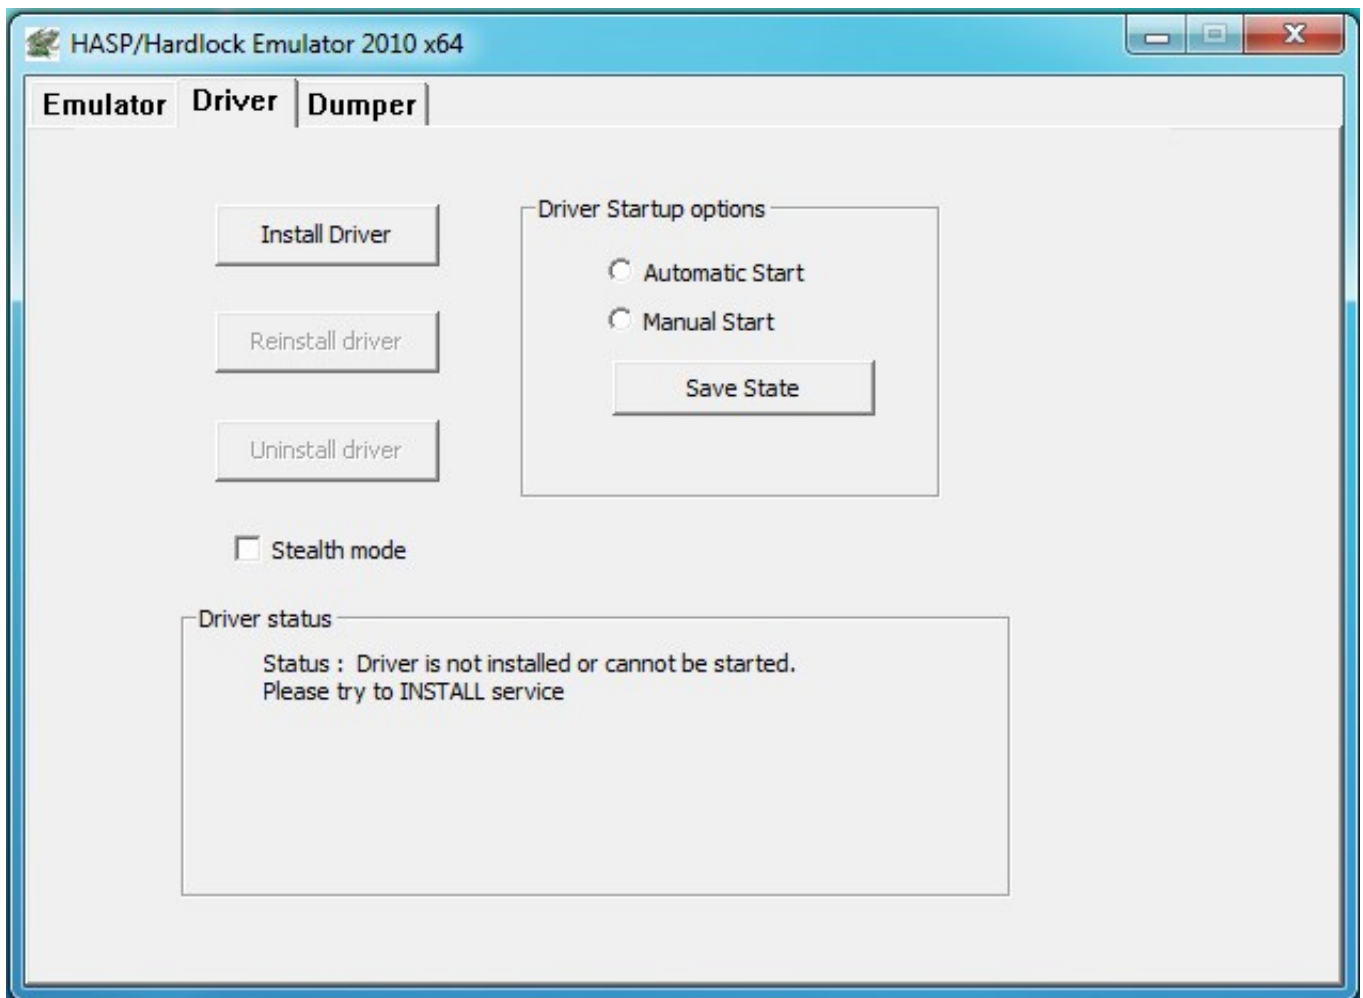 HASP/Hardlock Emulator 2010 x64
Emulator Driver Dumper
Install Driver
Reinstall driver
Uninstall driver
Stealth mode
Driver Startup options
Automatic Start
Manual Start
Save State
Driver status
Status : Driver is not installed or cannot be started.
Please try to INSTALL service